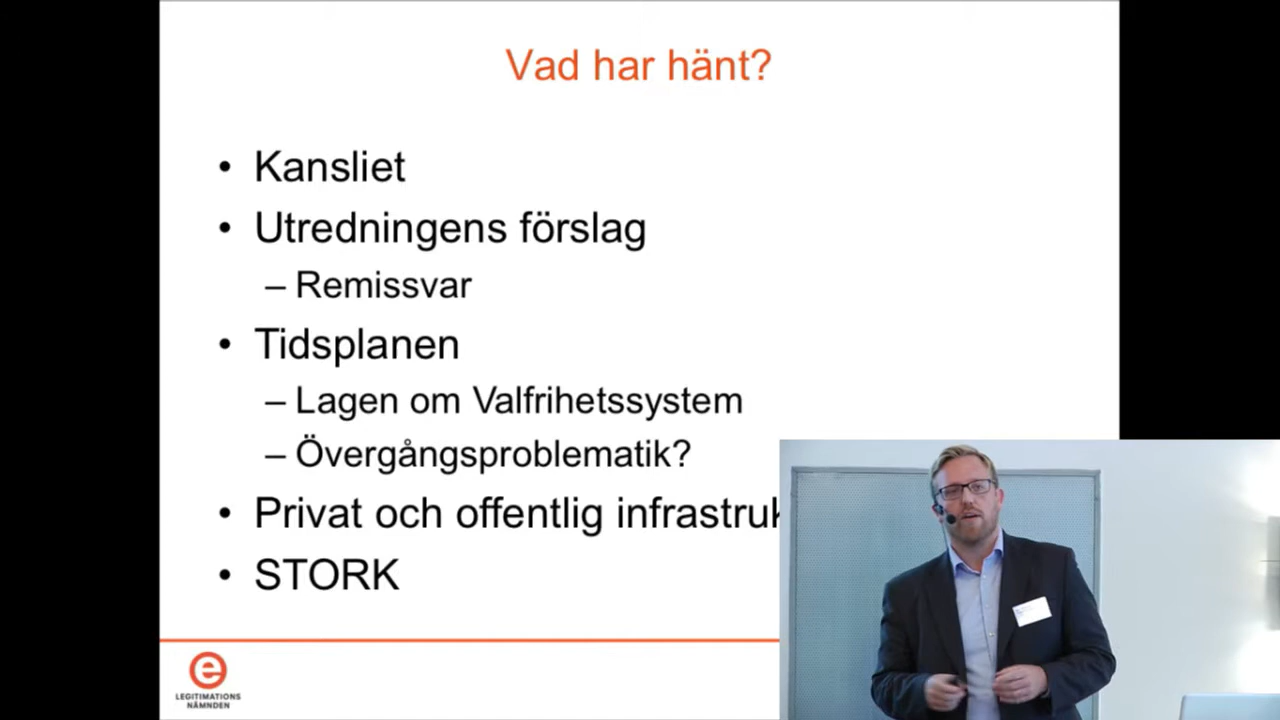 Vad har hänt?
• Kansliet
• Utredningens förslag
– Remissvar
• Tidsplanen
– Lagen om Valfrihetssystem
– Övergångsproblematik?
• Privat och offentlig infrastruk
• STORK
e
LEGITIMATIONS
NÄMNDEN